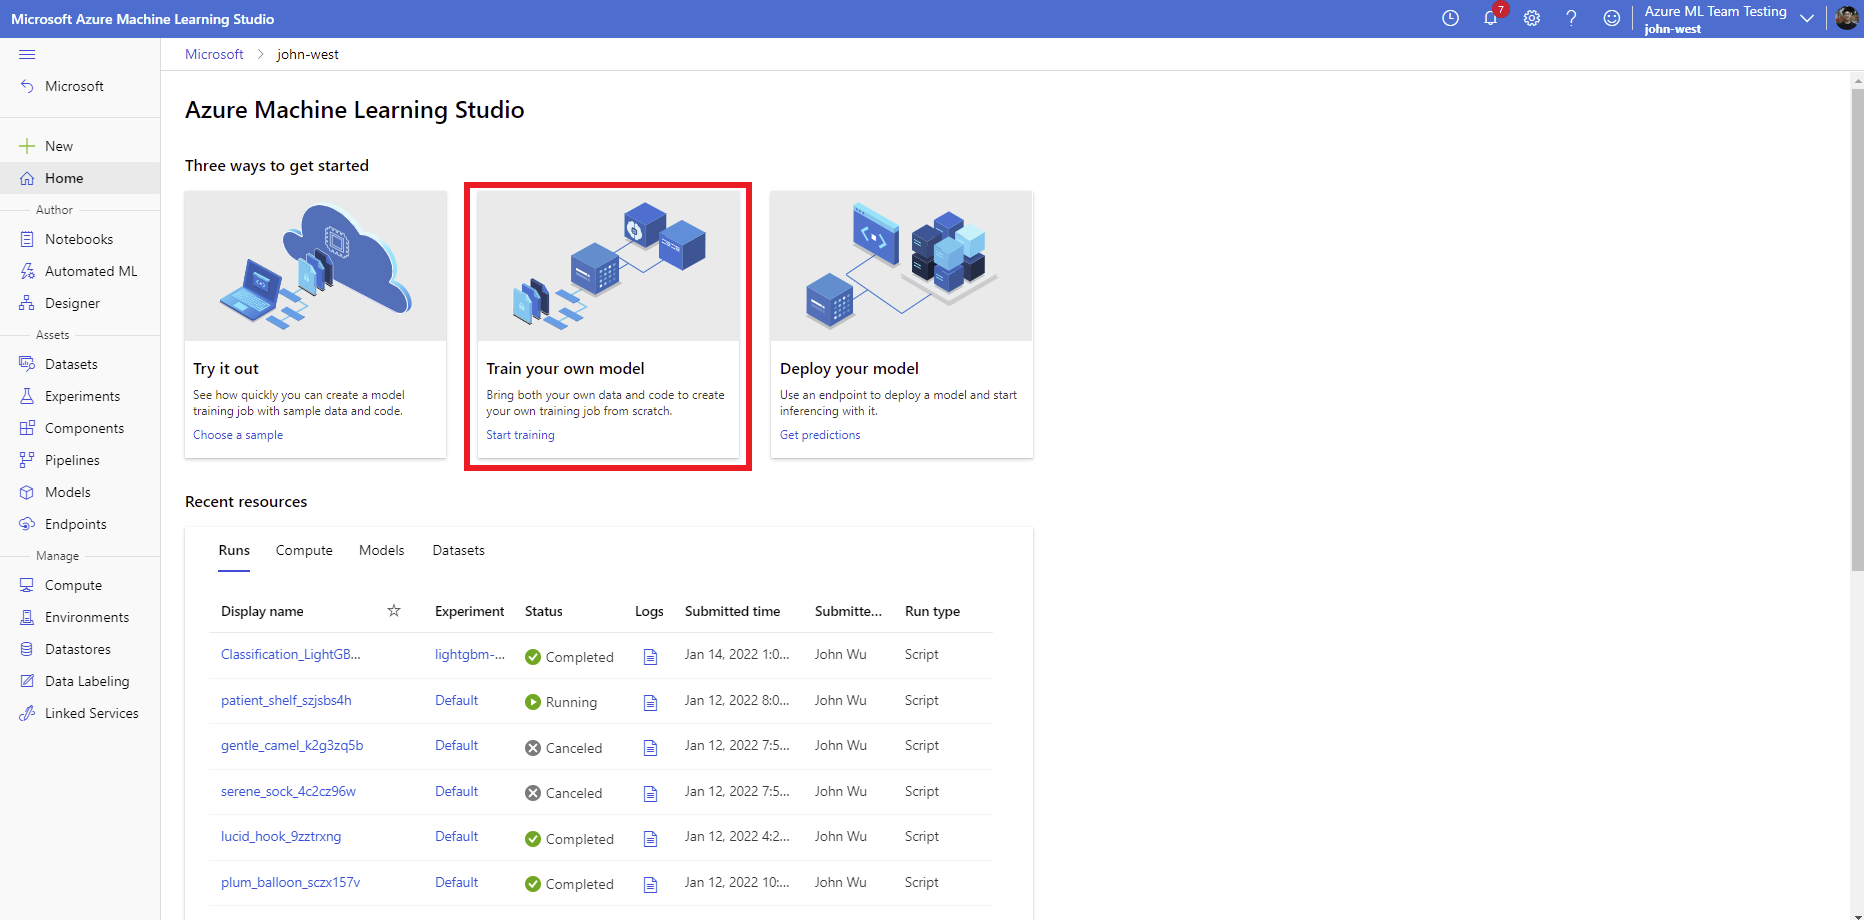 Microsoft Azure Machine Learning Studio
7
Azure ML Team Testing
john-west
Microsoft
New
Home
Author
Notebooks
Automated ML
Designer
Assets
Datasets
Experiments
Components
Pipelines
Models
Endpoints
Manage
Compute
Environments
Datastores
Data Labeling
Linked Services
Microsoft > john-west
Azure Machine Learning Studio
Three ways to get started
Try it out
See how quickly you can create a model
training job with sample data and code.
Choose a sample
Train your own model
Bring both your own data and code to create
your own training job from scratch.
Start training
Deploy your model
Use an endpoint to deploy a model and start
inferencing with it.
Get predictions
Recent resources
Runs Compute Models Datasets
Display name Experiment Status Logs Submitted time Submitte... Run type
Classification_LightGB... lightgbm-... Completed Jan 14, 2022 1:0... John Wu Script
patient_shelf_szjsbs4h Default Running Jan 12, 2022 8:0... John Wu Script
gentle_camel_k2g3zq5b Default Canceled Jan 12, 2022 7:5... John Wu Script
serene_sock_4c2cz96w Default Canceled Jan 12, 2022 7:5... John Wu Script
lucid_hook_9zztrxng Default Completed Jan 12, 2022 4:2... John Wu Script
plum_balloon_sczx157v Default Completed Jan 12, 2022 10:... John Wu Script